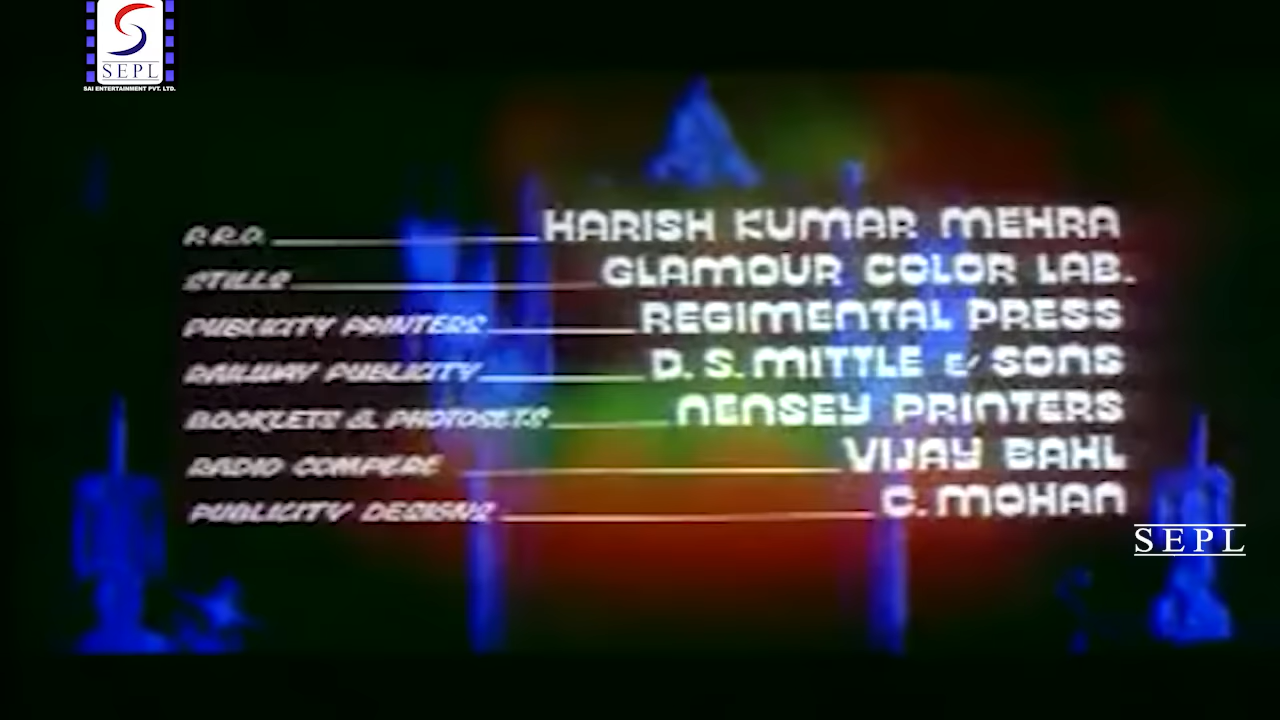 SEPL
SAI ENTERTAINMENT PVT. LTD.
P.R.O. HARISH KUMAR MEHRA
STILLS GLAMOUR COLOR LAB.
PUBLICITY PRINTERS REGIMENTAL PRESS
RAILWAY PUBLICITY D.S. MITTLE & SONS
BOOKLETS & PHOTOSETS NENSEY PRINTERS
RADIO COMPERE VIJAY BAHL
PUBLICITY DESIGNS C. MOHAN
SEPL